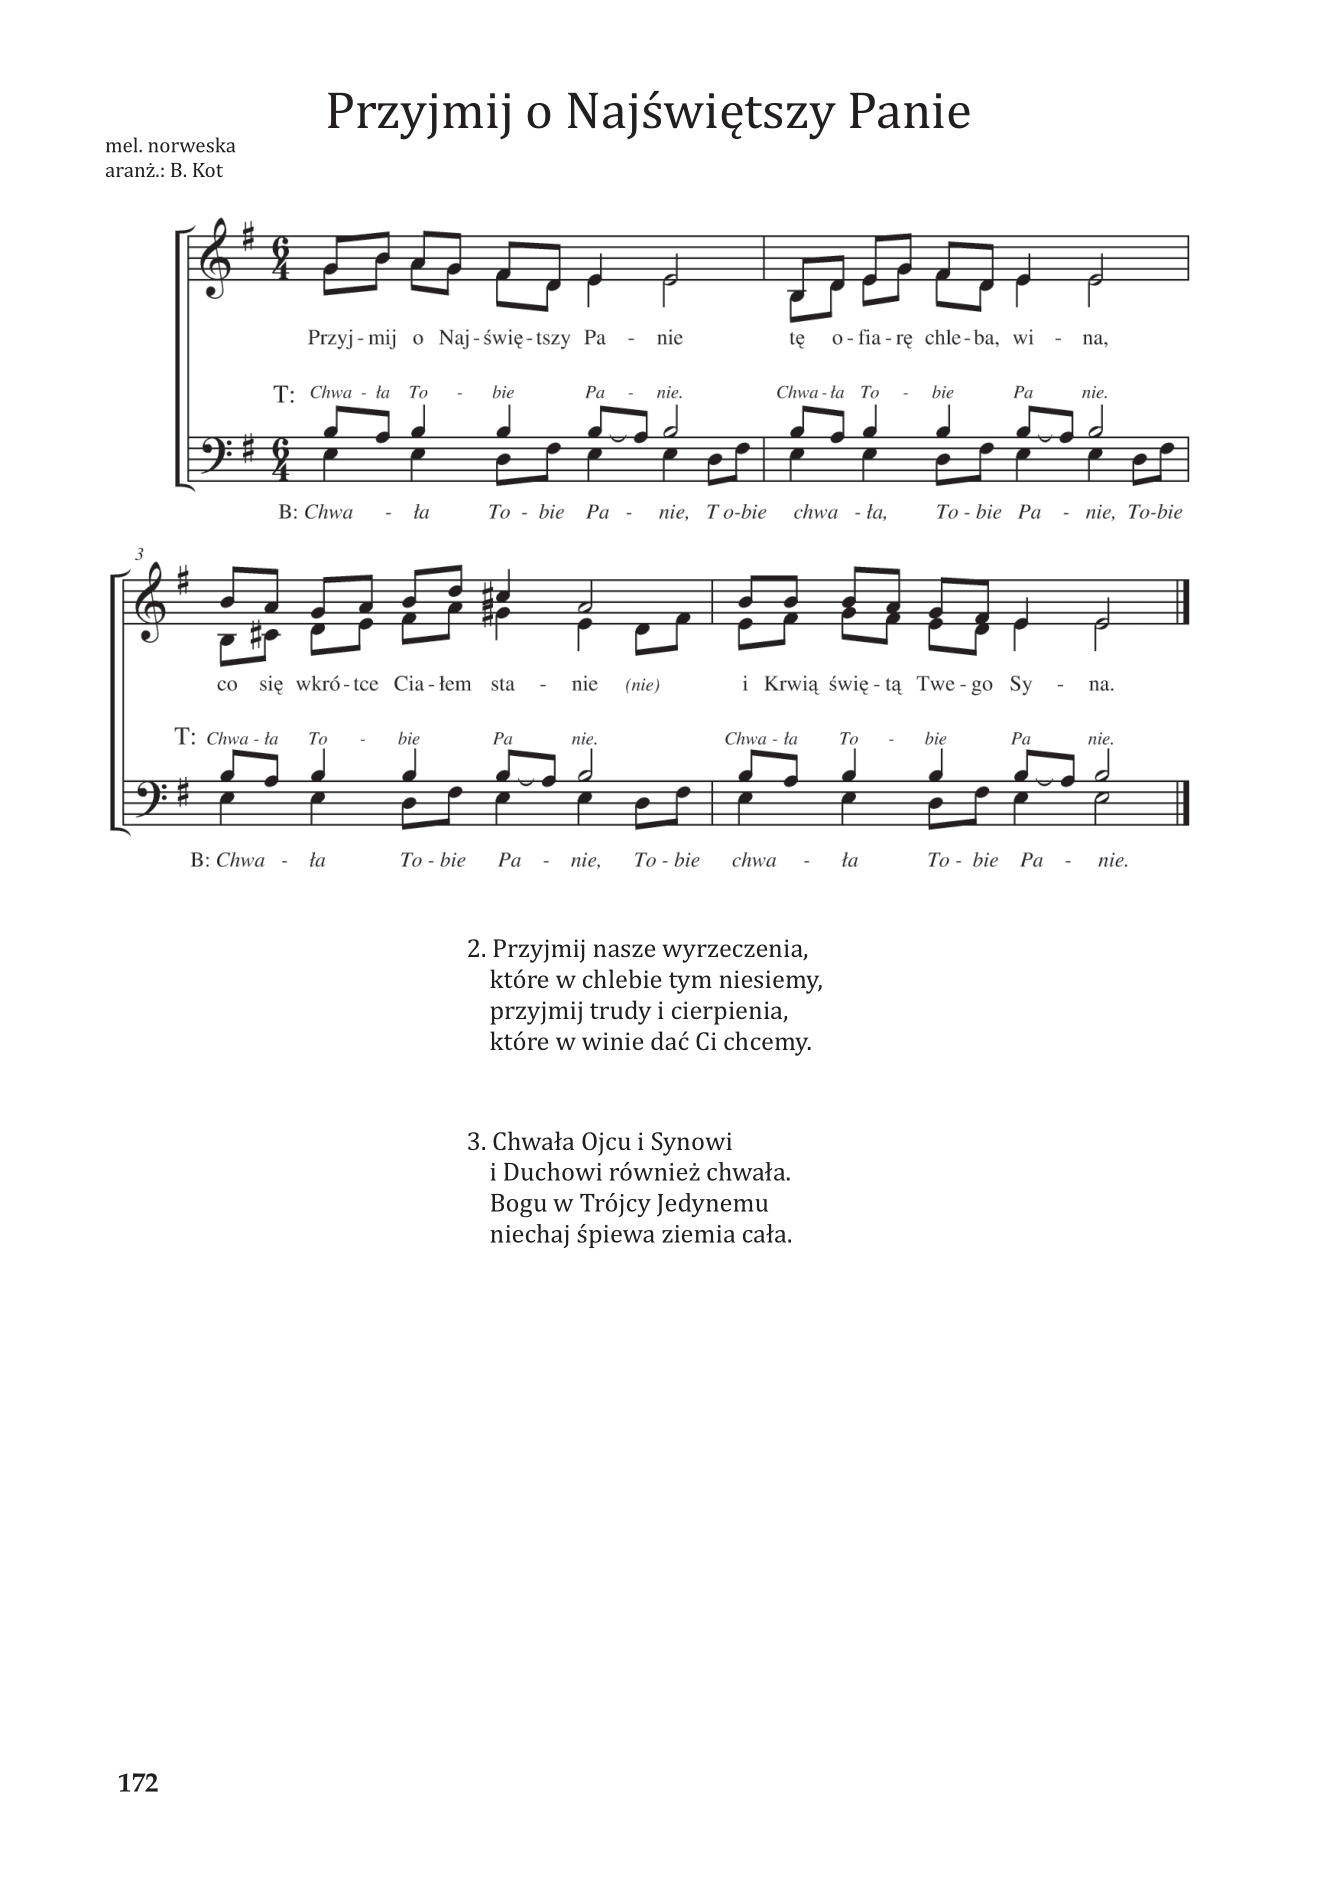 Przyjmij o Najświętszy Panie
mel. norweska
aranż.: B. Kot
Przyj - mij o Naj - świę - tszy Pa - nie tę o - fia - rę chle - ba, wi - na,
T: Chwa - ła To - bie Pa - nie. Chwa - ła To - bie Pa nie.
B: Chwa - ła To - bie Pa - nie, T o-bie chwa - ła, To - bie Pa - nie, To-bie
3
co się wkró - tce Cia - łem sta - nie (nie) i Krwią świę - tą Twe - go Sy - na.
T: Chwa - ła To - bie Pa nie. Chwa - ła To - bie Pa nie.
B: Chwa - ła To - bie Pa - nie, To - bie chwa - ła To - bie Pa - nie.
2. Przyjmij nasze wyrzeczenia,
które w chlebie tym niesiemy,
przyjmij trudy i cierpienia,
które w winie dać Ci chcemy.
3. Chwała Ojcu i Synowi
i Duchowi również chwała.
Bogu w Trójcy Jedynemu
niechaj śpiewa ziemia cała.
172